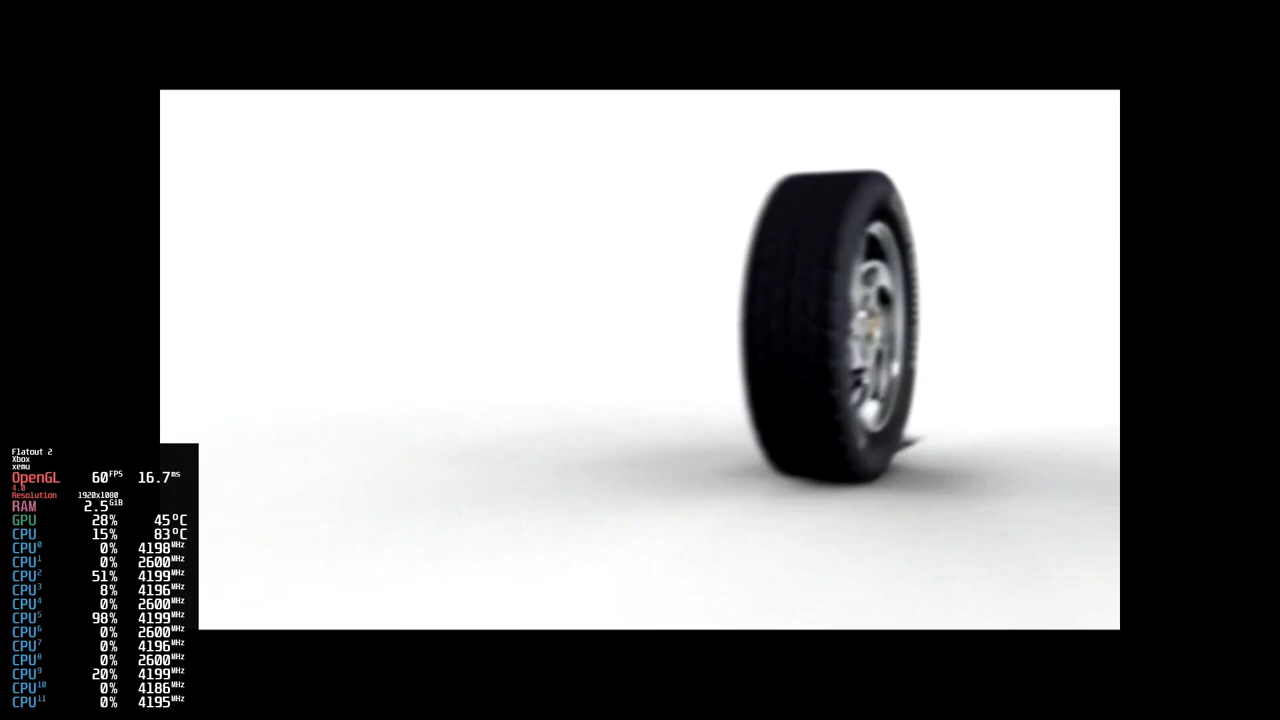 Flatout 2
Xbox
xemu
OpenGL 60FPS 16.7ms
4.0
Resolution 1920x1080
RAM 2.5GiB
GPU 28% 45°C
CPU 15% 83°C
CPU0 0% 4198MHz
CPU1 0% 2600MHz
CPU2 51% 4199MHz
CPU3 8% 4196MHz
CPU4 0% 2600MHz
CPU5 98% 4199MHz
CPU6 0% 2600MHz
CPU7 0% 4196MHz
CPU8 0% 2600MHz
CPU9 20% 4199MHz
CPU10 0% 4186MHz
CPU11 0% 4195MHz